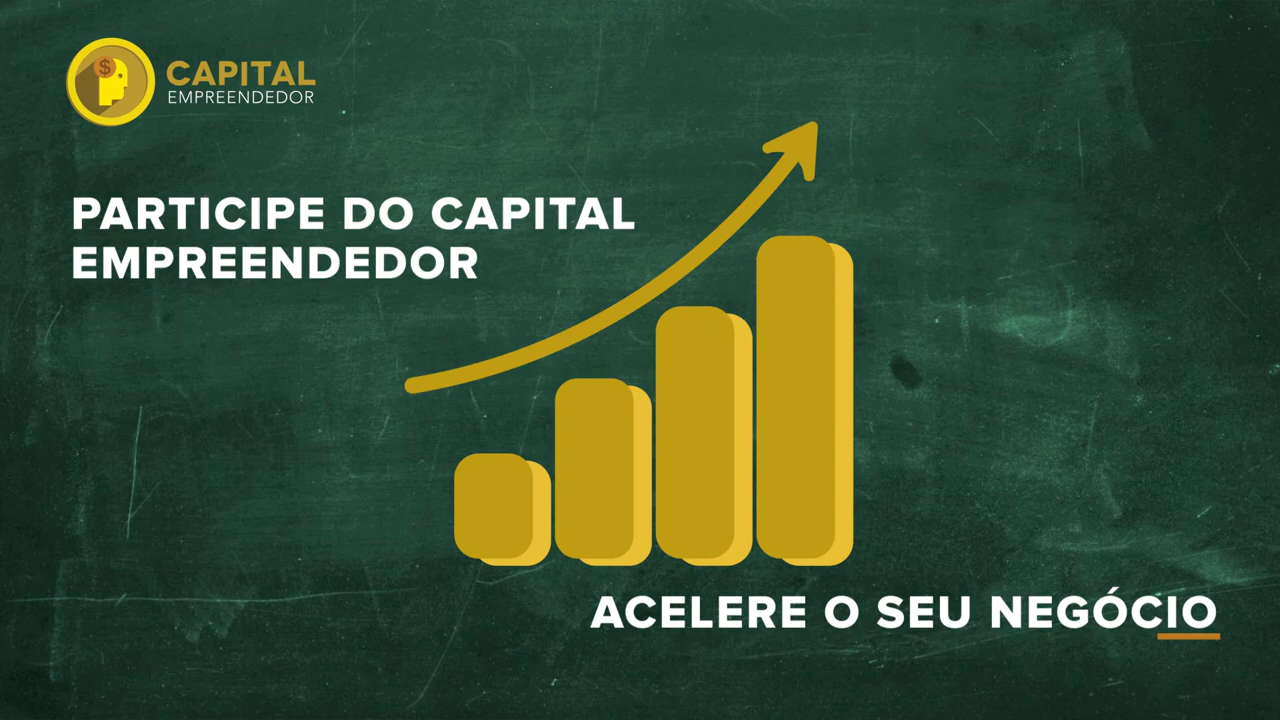 $
CAPITAL
EMPREENDEDOR
PARTICIPE DO CAPITAL
EMPREENDEDOR
ACELERE O SEU NEGÓCIO